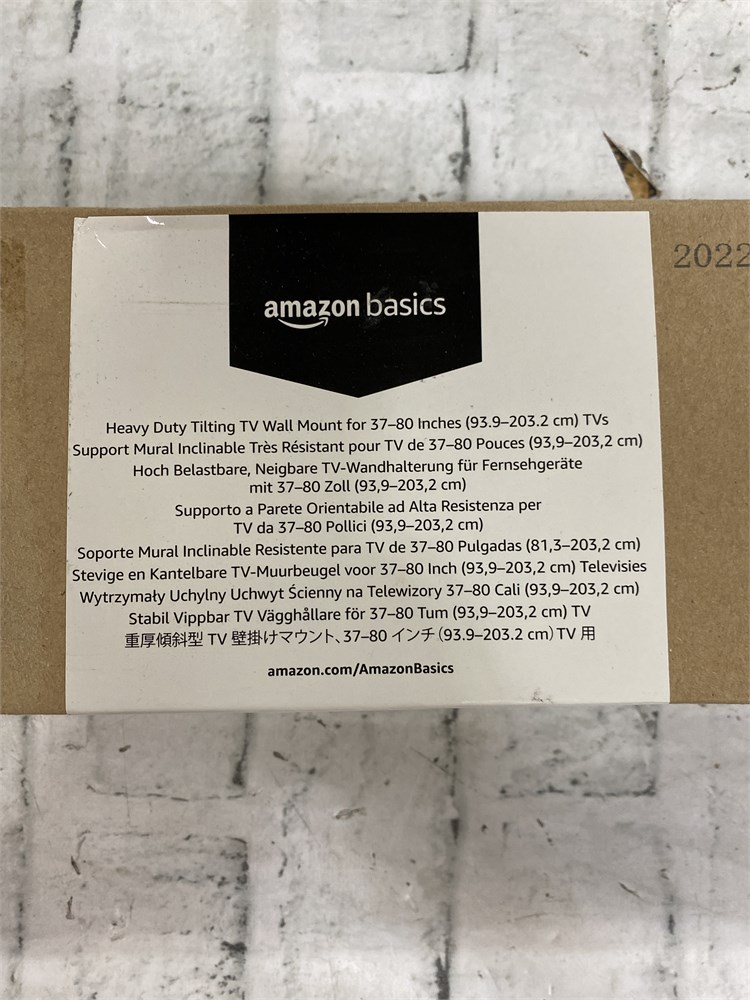 2022
amazon basics
Heavy Duty Tilting TV Wall Mount for 37–80 Inches (93.9–203.2 cm) TVs
Support Mural Inclinable Très Résistant pour TV de 37–80 Pouces (93,9–203,2 cm)
Hoch Belastbare, Neigbare TV-Wandhalterung für Fernsehgeräte
mit 37–80 Zoll (93,9–203,2 cm)
Supporto a Parete Orientabile ad Alta Resistenza per
TV da 37–80 Pollici (93,9–203,2 cm)
Soporte Mural Inclinable Resistente para TV de 37–80 Pulgadas (81,3–203,2 cm)
Stevige en Kantelbare TV-Muurbeugel voor 37–80 Inch (93,9–203,2 cm) Televisies
Wytrzymały Uchylny Uchwyt Ścienny na Telewizory 37–80 Cali (93,9–203,2 cm)
Stabil Vippbar TV Vägghållare för 37–80 Tum (93,9–203,2 cm) TV
重厚傾斜型 TV 壁掛けマウント、37–80 インチ（93.9–203.2 cm）TV 用
amazon.com/AmazonBasics